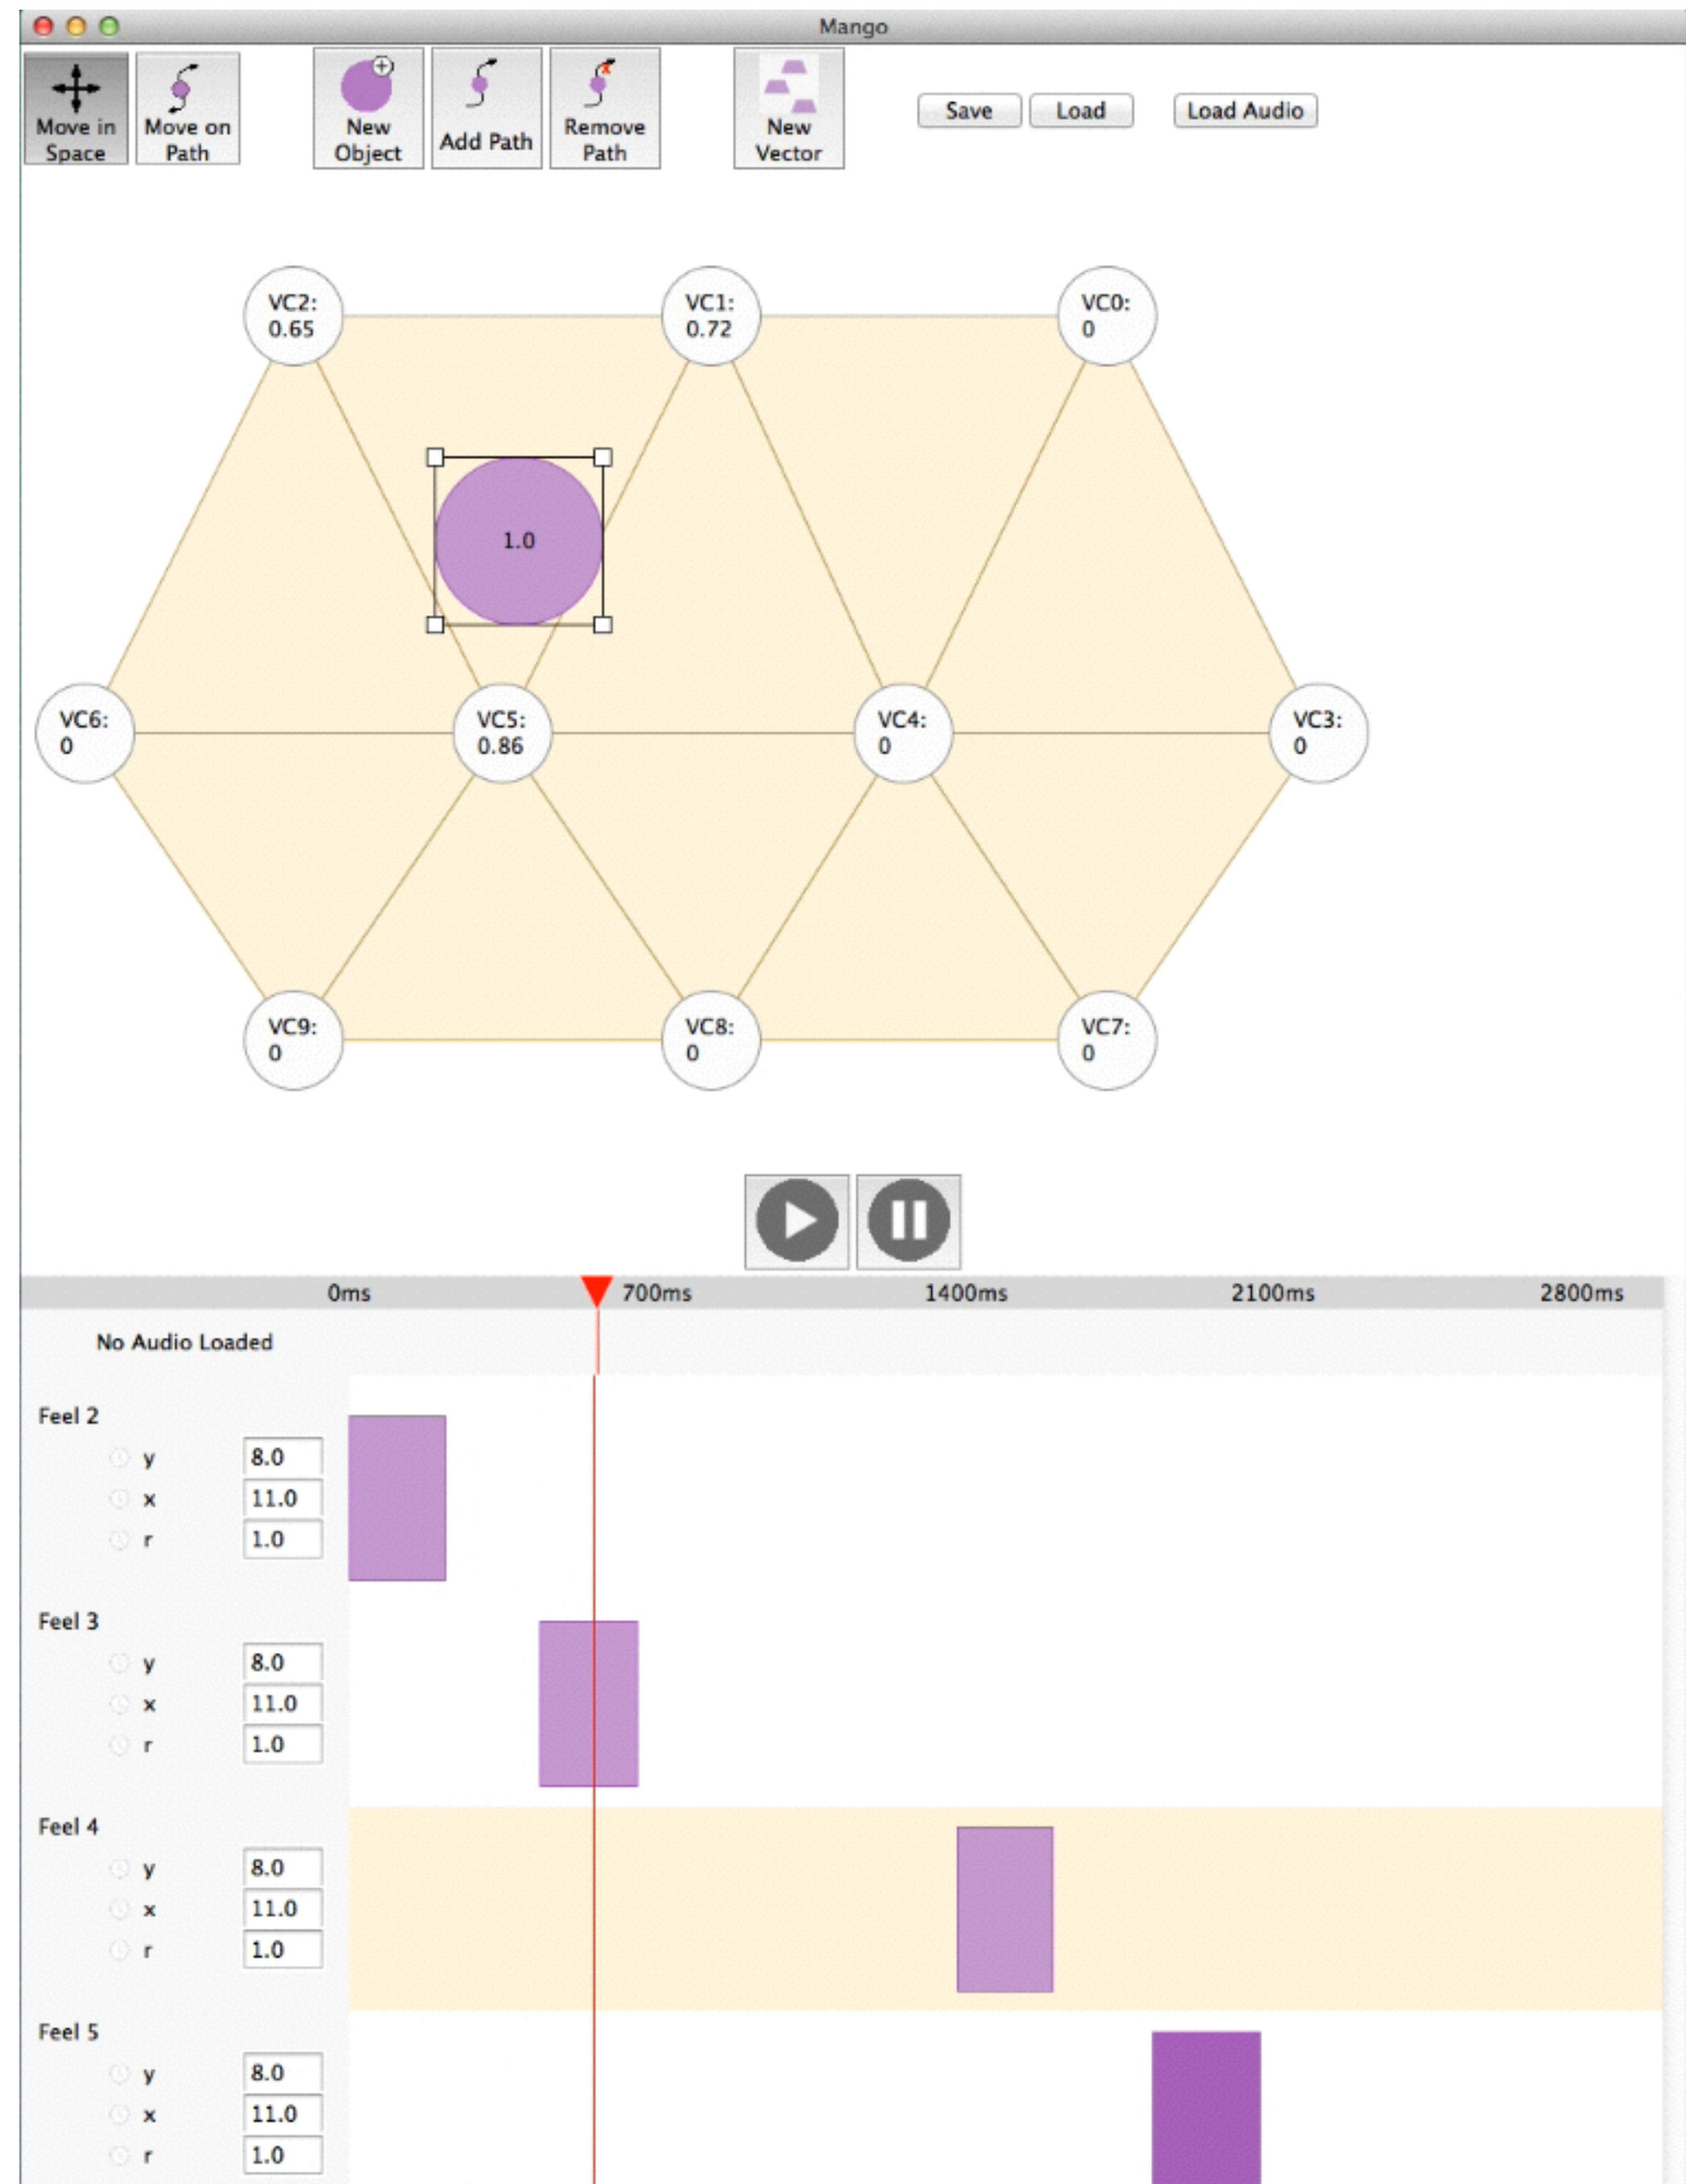 Mango
Move in
Space
Move on
Path
New
Object
Add Path
Remove
Path
New
Vector
Save
Load
Load Audio
VC2:
0.65
VC1:
0.72
VC0:
0
1.0
VC6:
0
VC5:
0.86
VC4:
0
VC3:
0
VC9:
0
VC8:
0
VC7:
0
0ms 700ms 1400ms 2100ms 2800ms
No Audio Loaded
Feel 2
y 8.0
x 11.0
r 1.0
Feel 3
y 8.0
x 11.0
r 1.0
Feel 4
y 8.0
x 11.0
r 1.0
Feel 5
y 8.0
x 11.0
r 1.0